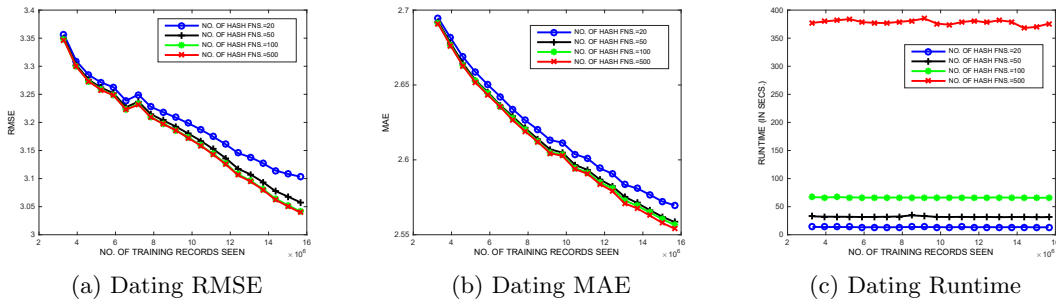 3.4
3.35
3.3
3.25
3.2
3.15
3.1
3.05
3
RMSE
2 4 6 8 10 12 14 16
NO. OF TRAINING RECORDS SEEN
× 10⁶
NO. OF HASH FNS.=20
NO. OF HASH FNS.=50
NO. OF HASH FNS.=100
NO. OF HASH FNS.=500
(a) Dating RMSE
2.7
2.65
2.6
2.55
MAE
2 4 6 8 10 12 14 16
NO. OF TRAINING RECORDS SEEN
× 10⁶
NO. OF HASH FNS.=20
NO. OF HASH FNS.=50
NO. OF HASH FNS.=100
NO. OF HASH FNS.=500
(b) Dating MAE
400
350
300
250
200
150
100
50
0
RUNTIME (IN SECS.)
2 4 6 8 10 12 14 16
NO. OF TRAINING RECORDS SEEN
× 10⁶
NO. OF HASH FNS.=20
NO. OF HASH FNS.=50
NO. OF HASH FNS.=100
NO. OF HASH FNS.=500
(c) Dating Runtime